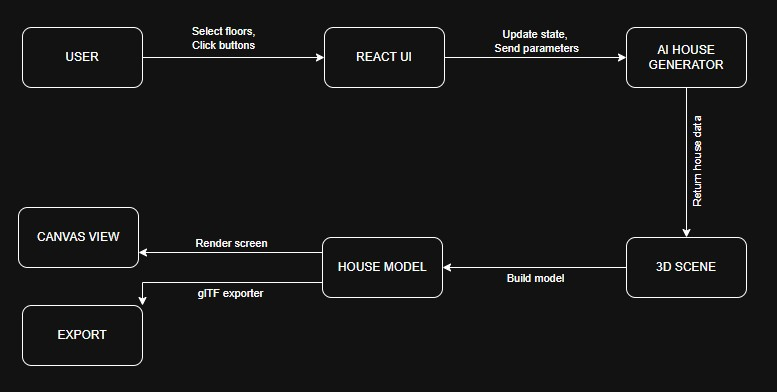 USER
Select floors,
Click buttons
REACT UI
Update state,
Send parameters
AI HOUSE
GENERATOR
Return house data
CANVAS VIEW
Render screen
HOUSE MODEL
Build model
3D SCENE
glTF exporter
EXPORT